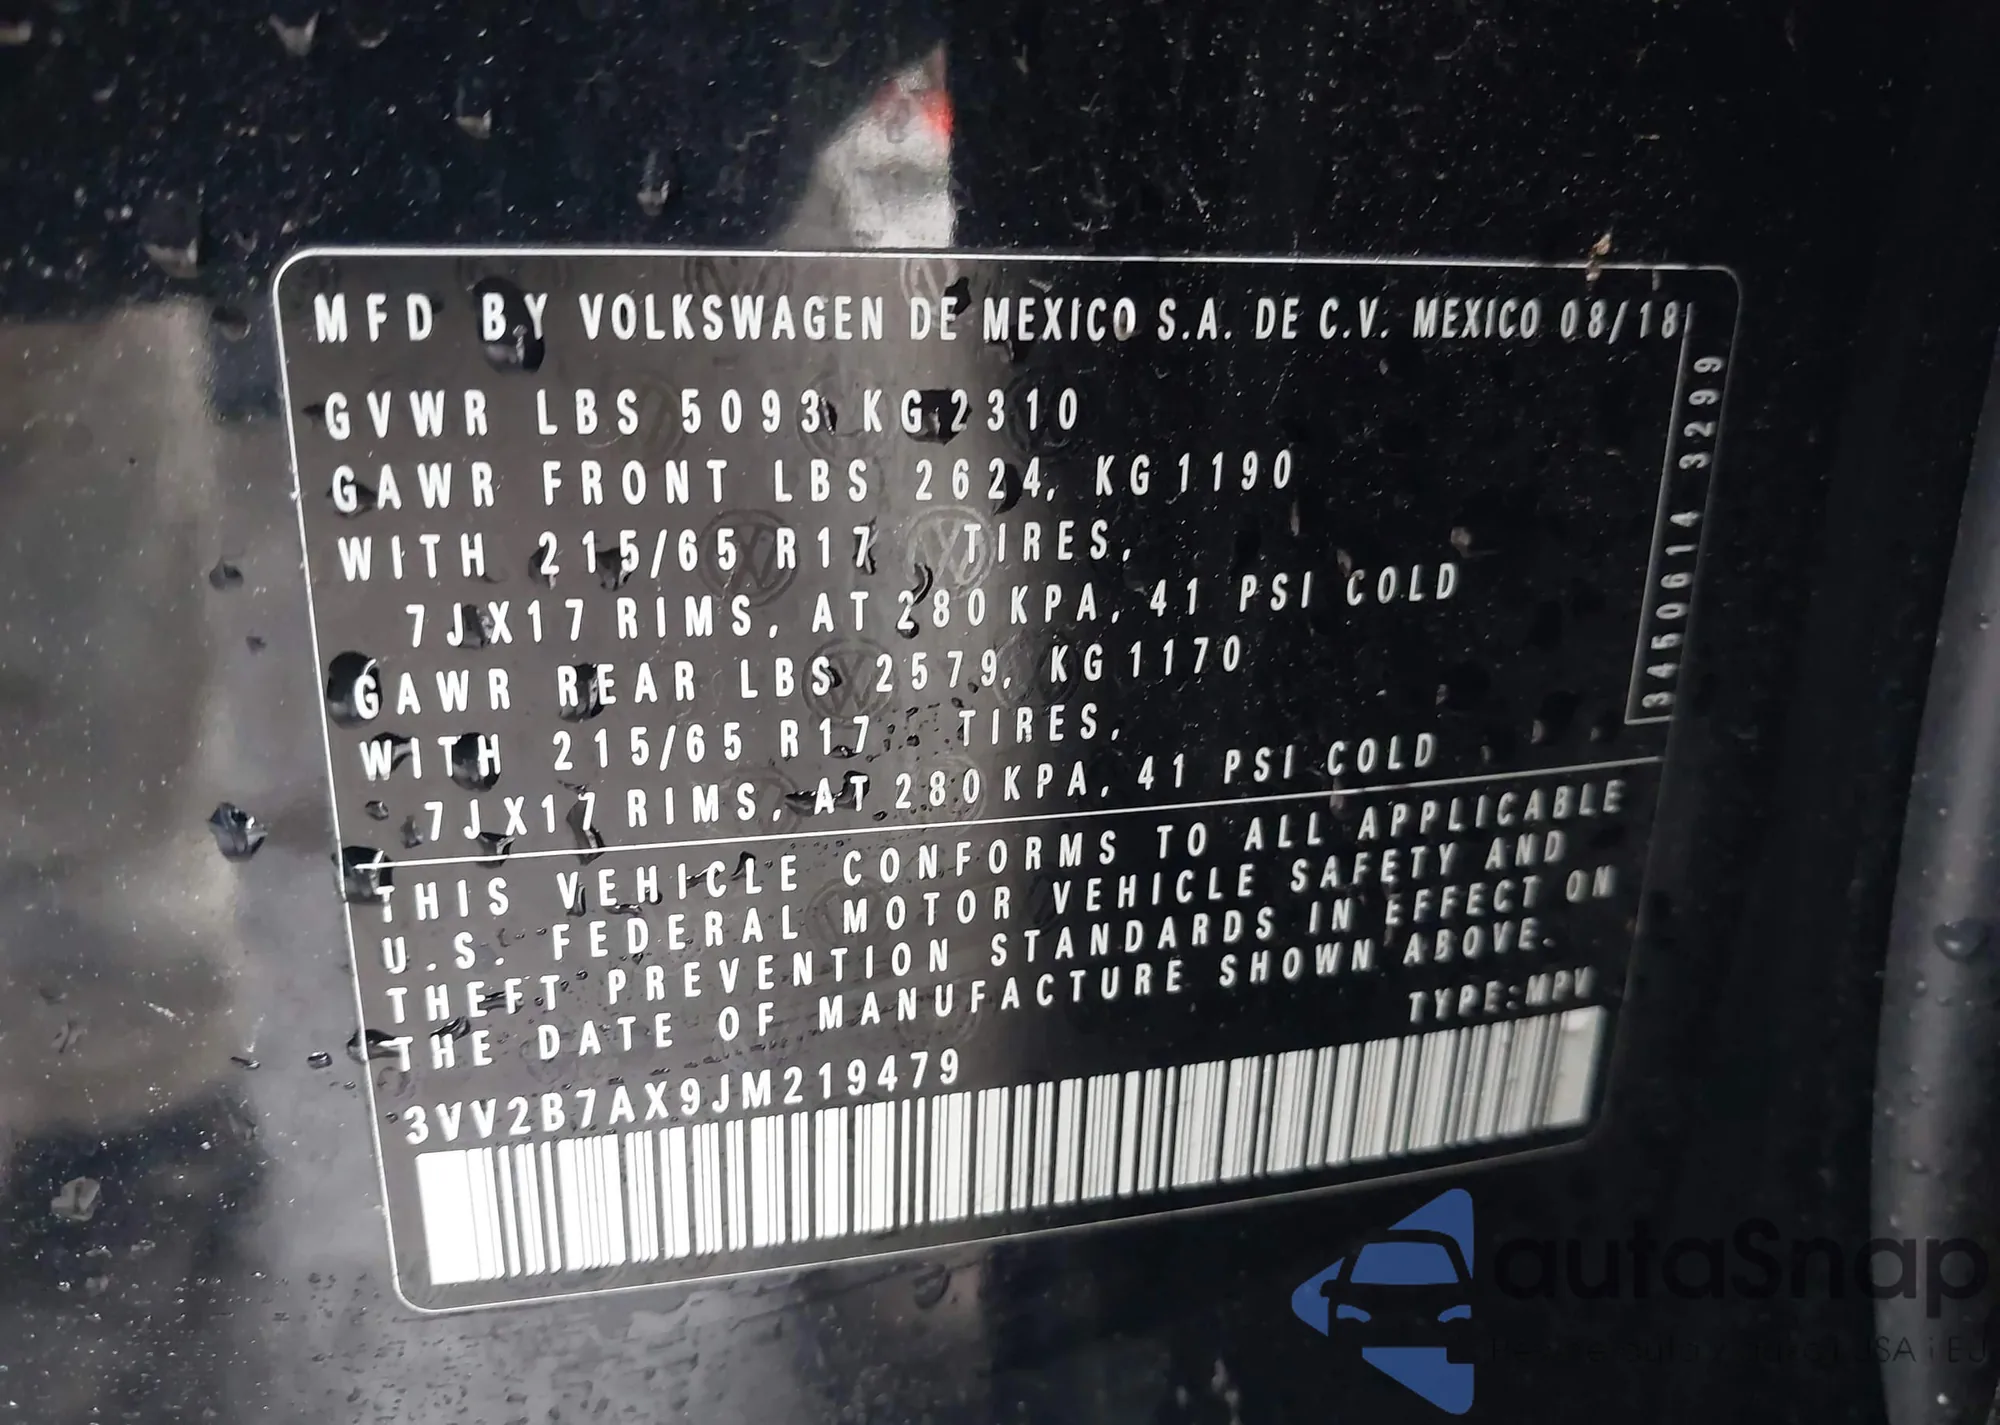 MFD BY VOLKSWAGEN DE MEXICO S.A. DE C.V. MEXICO 08/18
GVWR LBS 5093 KG 2310
GAWR FRONT LBS 2624, KG 1190
WITH 215/65 R17 TIRES,
7JX17 RIMS, AT 280 KPA, 41 PSI COLD
GAWR REAR LBS 2579, KG 1170
WITH 215/65 R17 TIRES,
7JX17 RIMS, AT 280 KPA, 41 PSI COLD
3450614 3299
THIS VEHICLE CONFORMS TO ALL APPLICABLE
U.S. FEDERAL MOTOR VEHICLE SAFETY AND
THEFT PREVENTION STANDARDS IN EFFECT ON
THE DATE OF MANUFACTURE SHOWN ABOVE.
TYPE:MPV
3VV2B7AX9JM219479
autaSnap
USA i EU